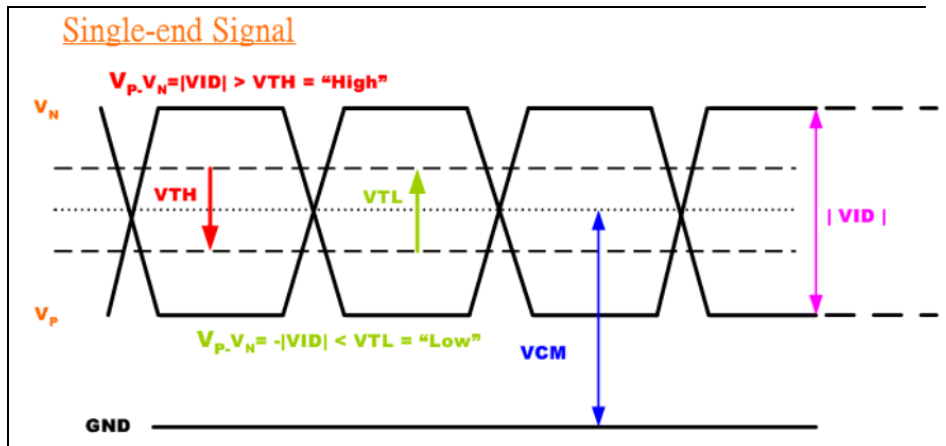 Single-end Signal
VP-VN=|VID| > VTH = “High”
VN
VTH
VTL
| VID |
VP
VP-VN= -|VID| < VTL = “Low”
VCM
GND